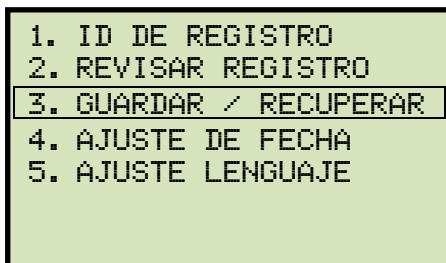 1. ID DE REGISTRO
2. REVISAR REGISTRO
3. GUARDAR / RECUPERAR
4. AJUSTE DE FECHA
5. AJUSTE LENGUAJE